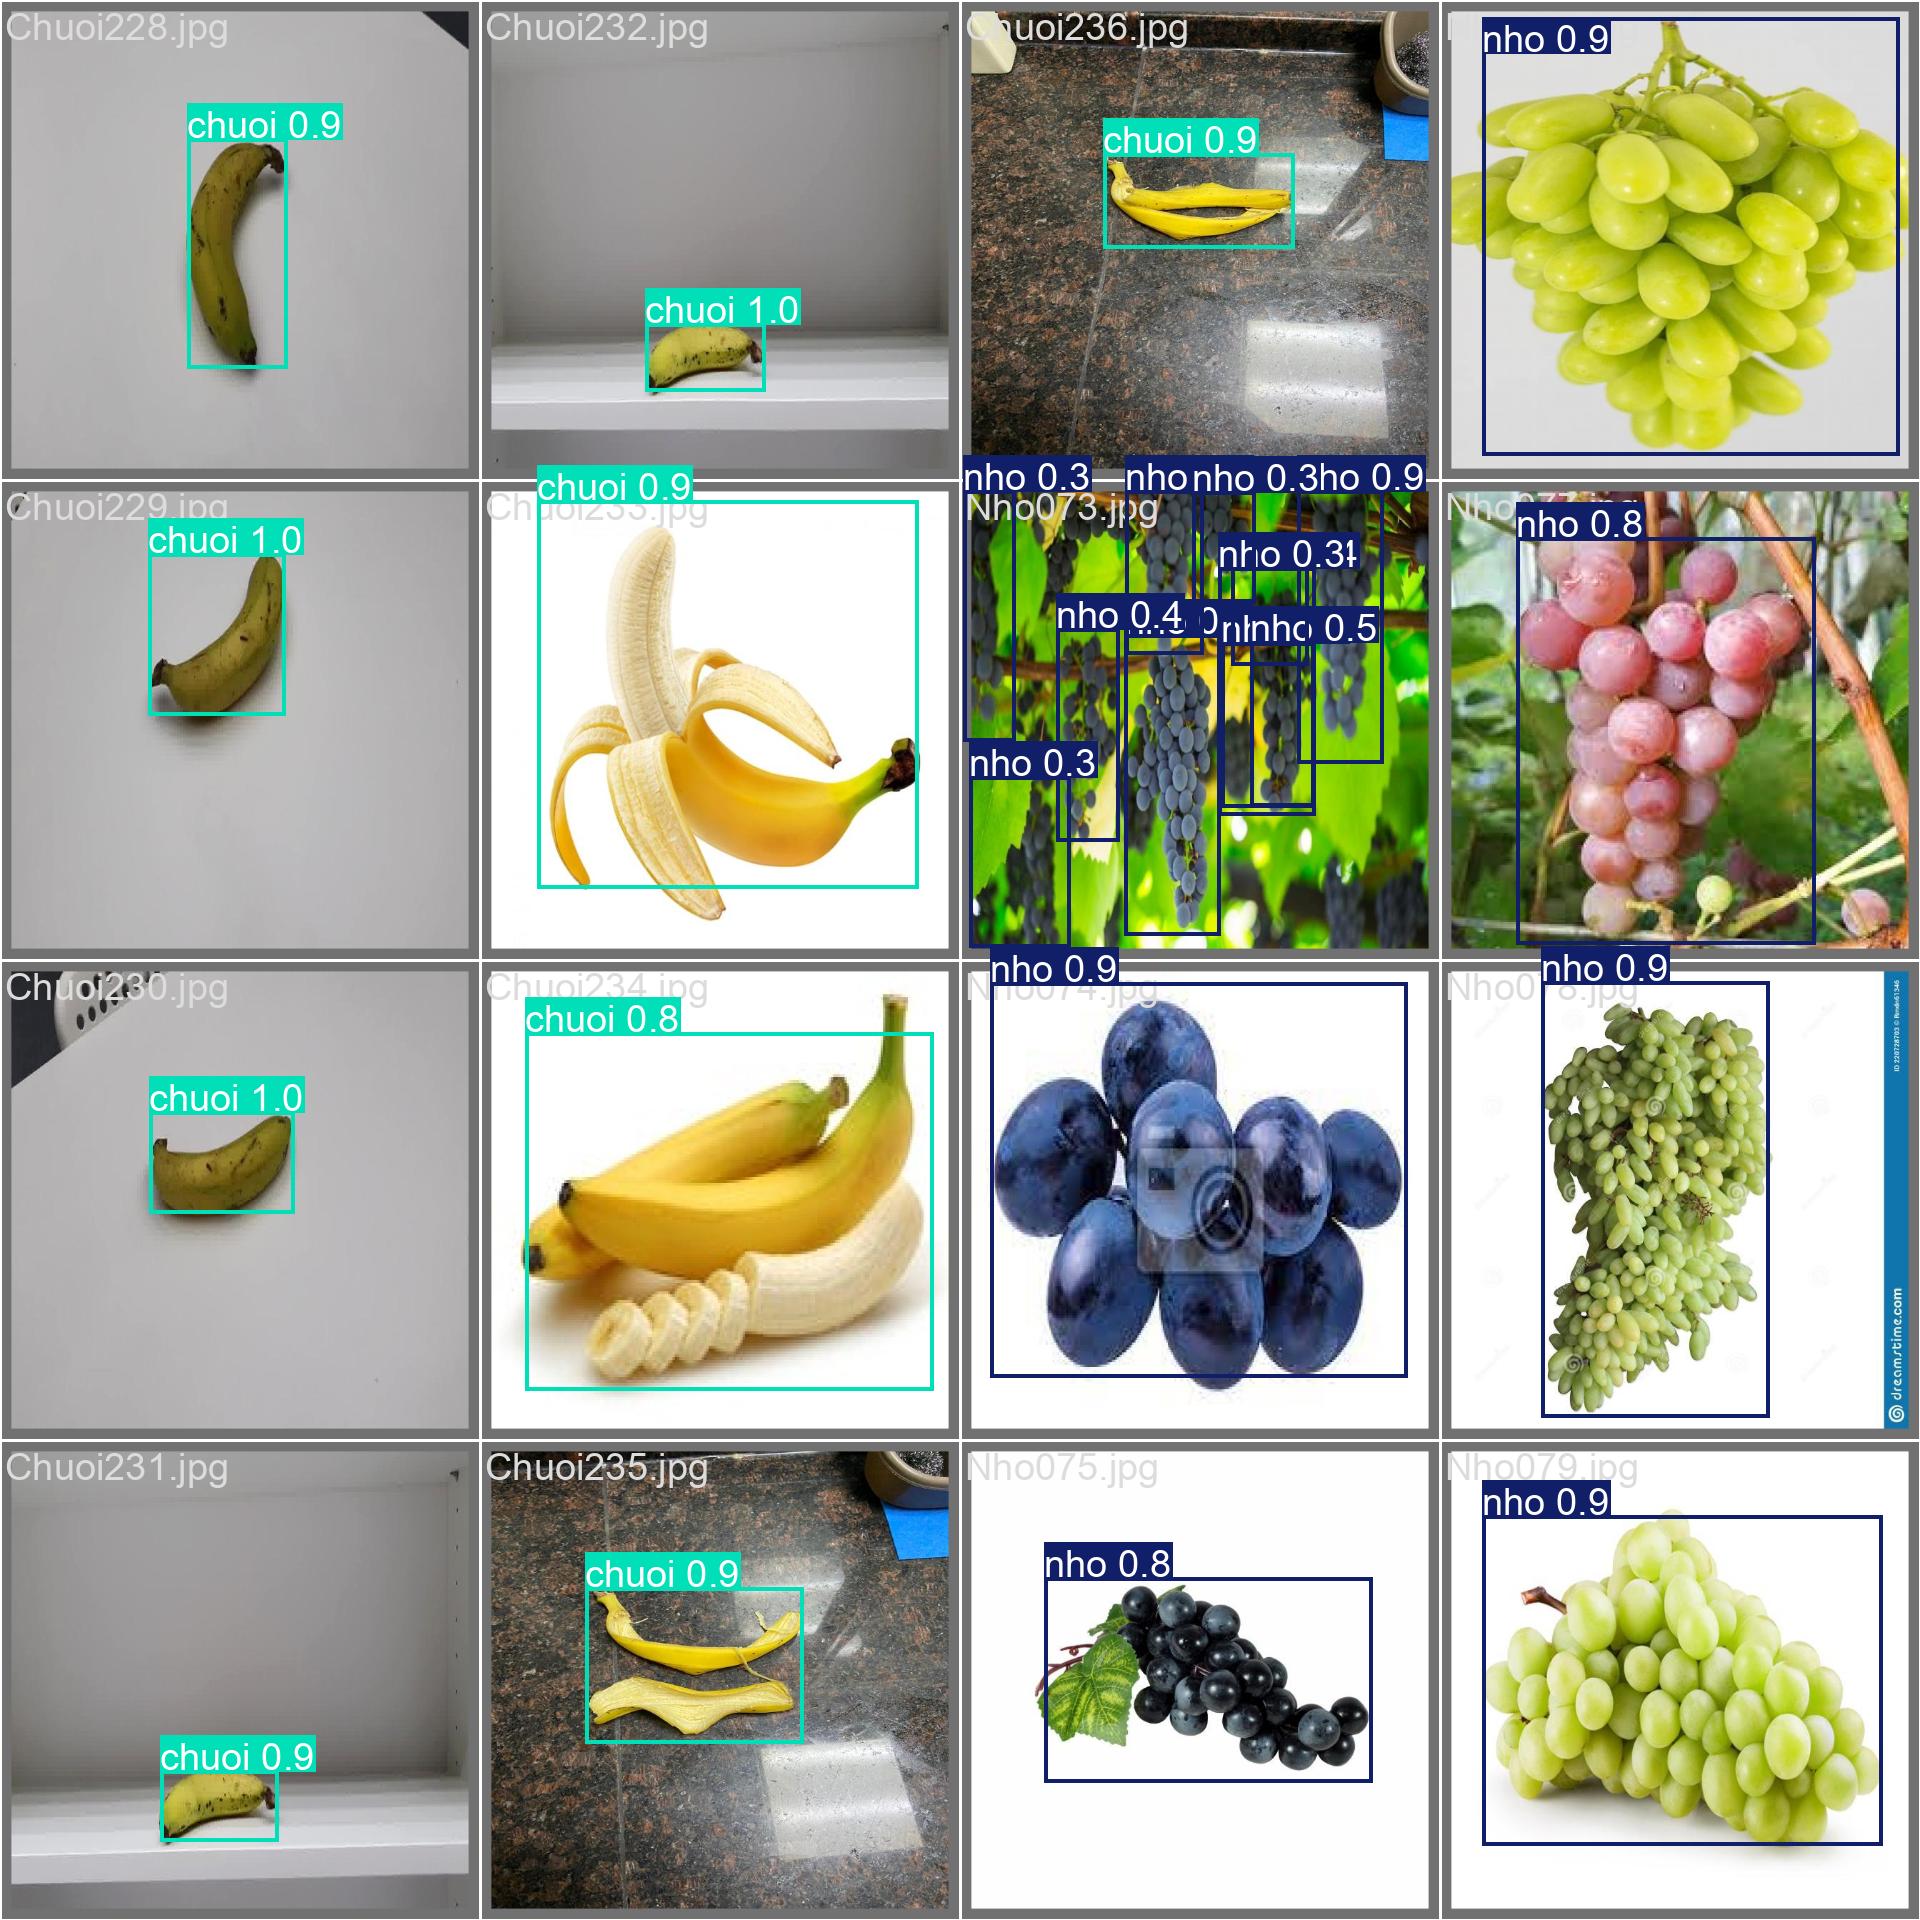 Chuoi228.jpg
chuoi 0.9
Chuoi232.jpg
chuoi 1.0
Chuoi236.jpg
chuoi 0.9
nho 0.9
Chuoi229.jpg
chuoi 1.0
chuoi 0.9
Chuoi233.jpg
nho 0.3
nho
nho 0.3
ho 0.9
Nho073.jpg
nho 0.34
nho 0.4
nho 0.5
nho 0.3
Nho077.jpg
nho 0.8
Chuoi230.jpg
chuoi 1.0
Chuoi234.jpg
chuoi 0.8
nho 0.9
Nho074.jpg
nho 0.9
Nho078.jpg
dreamstime.com
Chuoi231.jpg
chuoi 0.9
Chuoi235.jpg
chuoi 0.9
Nho075.jpg
nho 0.8
Nho079.jpg
nho 0.9